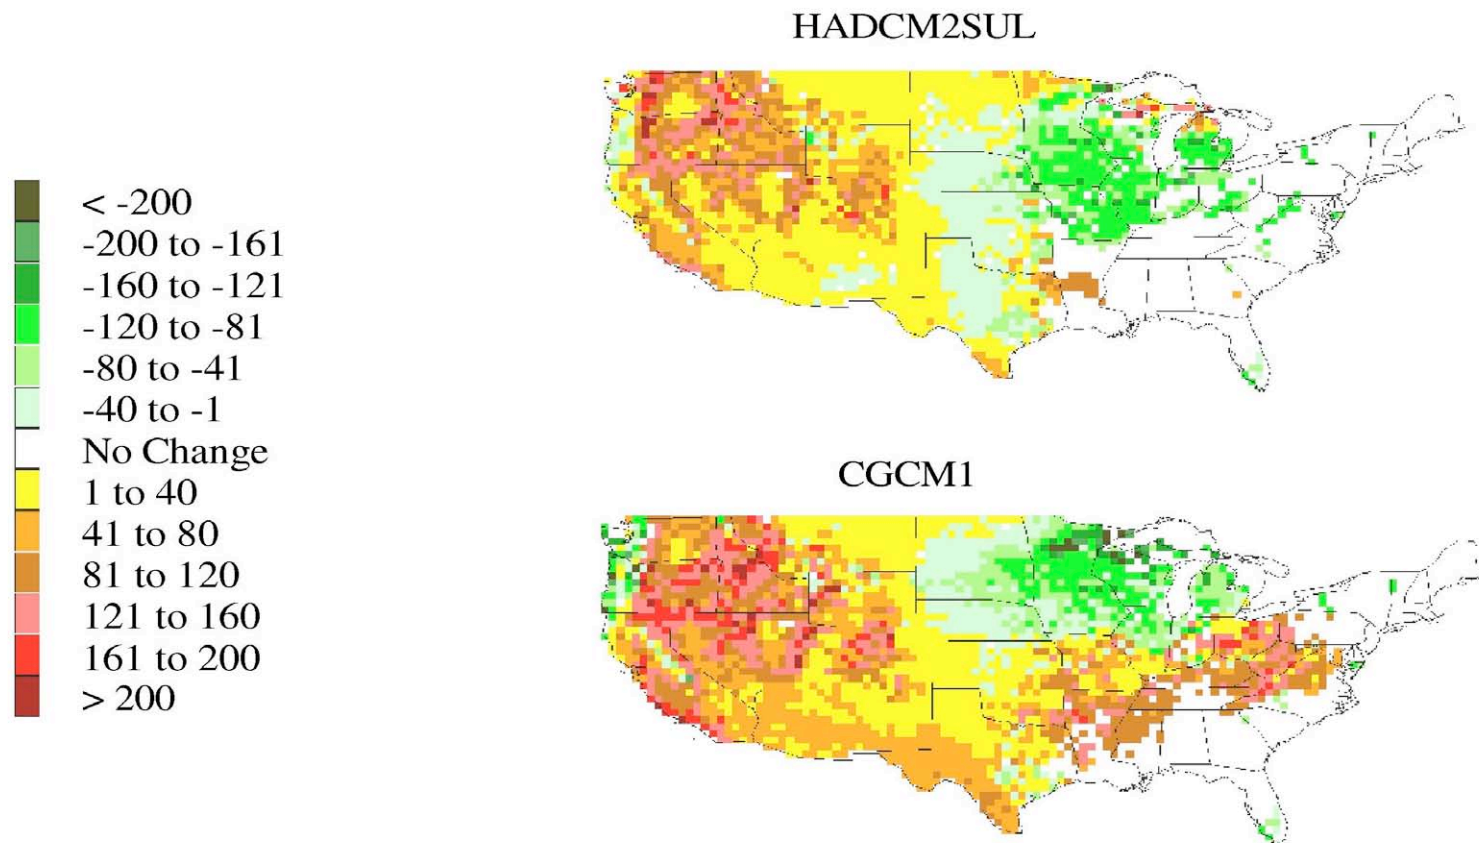 HADCM2SUL
< -200
-200 to -161
-160 to -121
-120 to -81
-80 to -41
-40 to -1
No Change
1 to 40
41 to 80
81 to 120
121 to 160
161 to 200
> 200
CGCM1